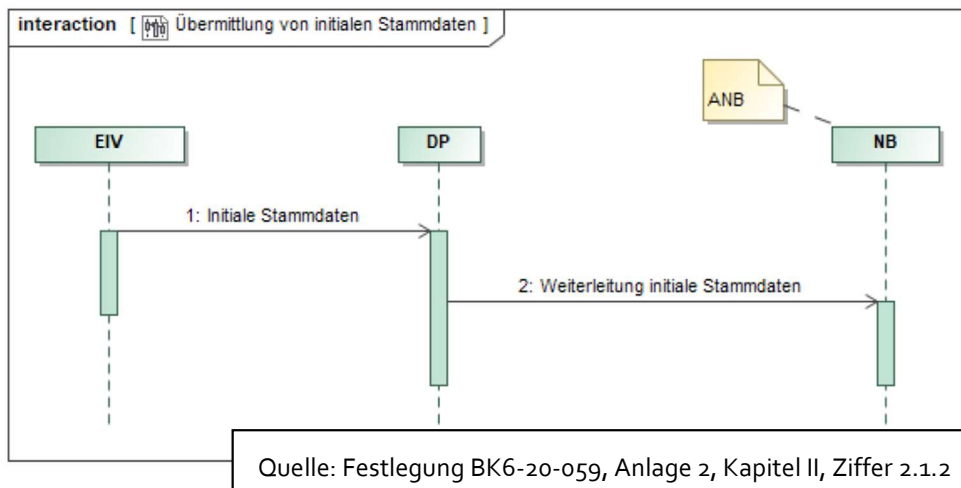 interaction [ Übermittlung von initialen Stammdaten ]
ANB
EIV
DP
NB
1: Initiale Stammdaten
2: Weiterleitung initiale Stammdaten
Quelle: Festlegung BK6-20-059, Anlage 2, Kapitel II, Ziffer 2.1.2